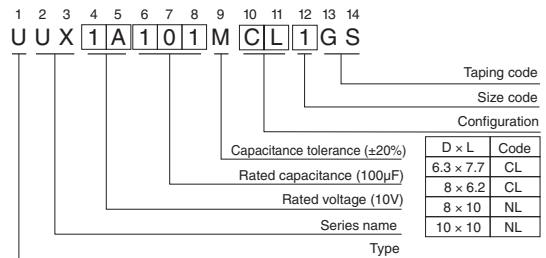 1 2 3 4 5 6 7 8 9 10 11 12 13 14
U U X 1 A 1 0 1 M C L 1 G S
Taping code
Size code
Configuration
Capacitance tolerance (±20%)
Rated capacitance (100µF)
Rated voltage (10V)
Series name
Type
D × L Code
6.3 × 7.7 CL
8 × 6.2 CL
8 × 10 NL
10 × 10 NL